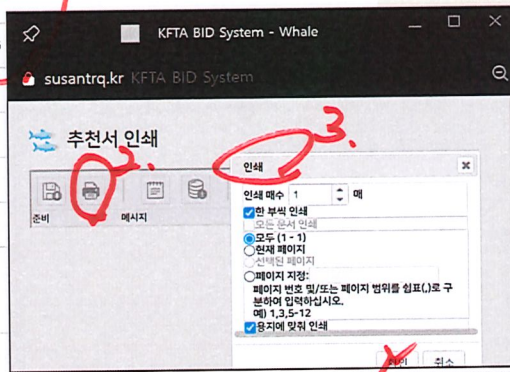 KFTA BID System - Whale
susantrq.kr KFTA BID System
추천서 인쇄
2.
3.
인쇄
준비 메시지
인쇄 매수 1 매
한 부씩 인쇄
모든 문서 인쇄
모두 (1 - 1)
현재 페이지
선택된 페이지
페이지 지정:
페이지 번호 및/또는 페이지 범위를 쉼표(,)로 구
분하여 입력하십시오.
예) 1,3,5-12
용지에 맞춰 인쇄
확인 취소